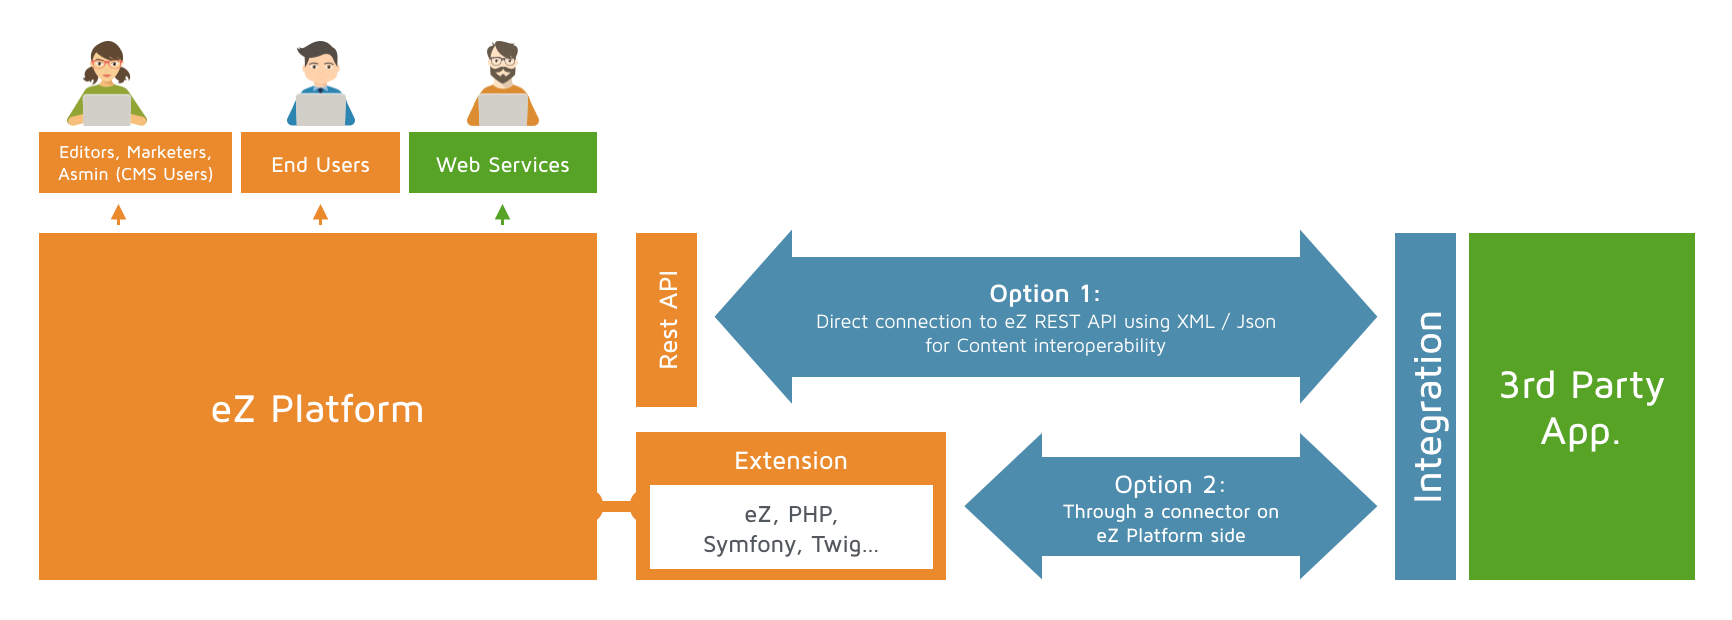 Editors, Marketers,
Asmin (CMS Users)
End Users
Web Services
eZ Platform
Rest API
Option 1:
Direct connection to eZ REST API using XML / Json
for Content interoperability
Extension
eZ, PHP,
Symfony, Twig...
Option 2:
Through a connector on
eZ Platform side
Integration
3rd Party
App.